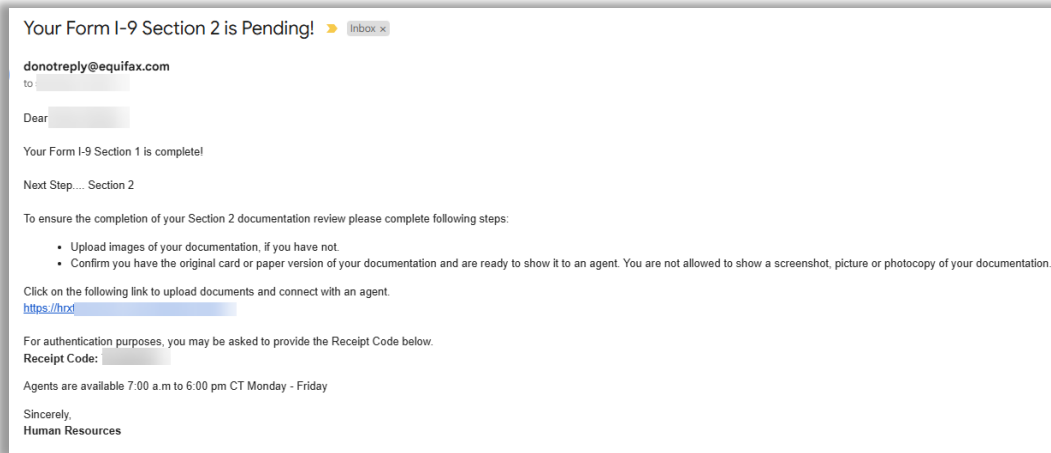 Your Form I-9 Section 2 is Pending!
Inbox ×
donotreply@equifax.com
to
Dear
Your Form I-9 Section 1 is complete!
Next Step.... Section 2
To ensure the completion of your Section 2 documentation review please complete following steps:
• Upload images of your documentation, if you have not.
• Confirm you have the original card or paper version of your documentation and are ready to show it to an agent. You are not allowed to show a screenshot, picture or photocopy of your documentation.
Click on the following link to upload documents and connect with an agent.
For authentication purposes, you may be asked to provide the Receipt Code below.
Receipt Code:
Agents are available 7:00 a.m to 6:00 pm CT Monday - Friday
Sincerely,
Human Resources